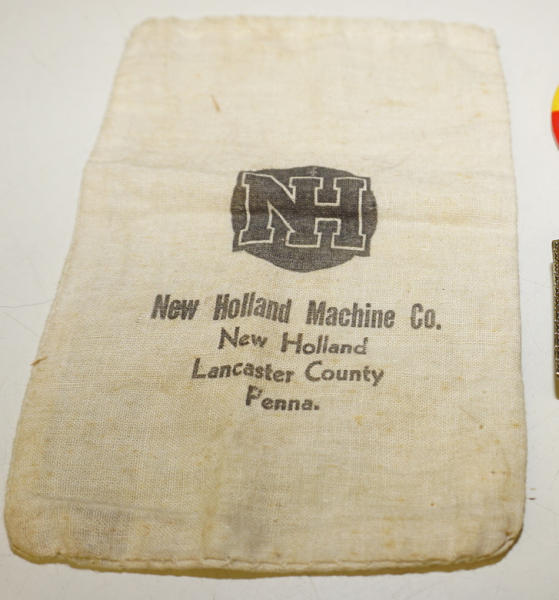 NH
New Holland Machine Co.
New Holland
Lancaster County
Penna.